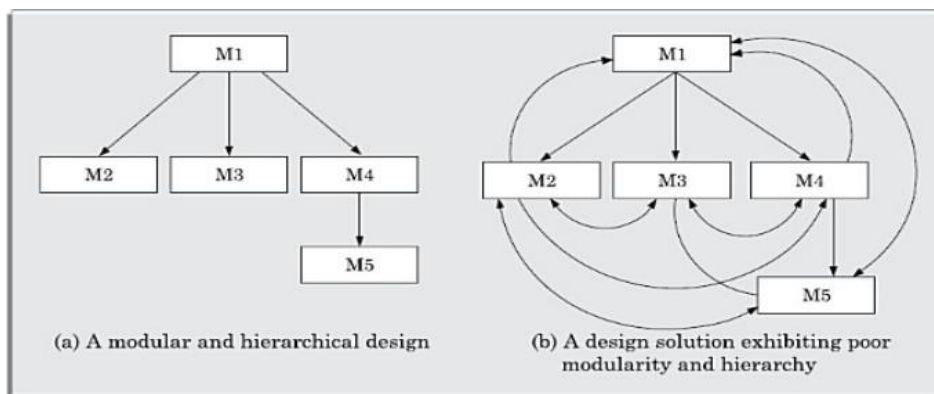 M1
M2
M3
M4
M5
(a) A modular and hierarchical design
M1
M2
M3
M4
M5
(b) A design solution exhibiting poor
modularity and hierarchy